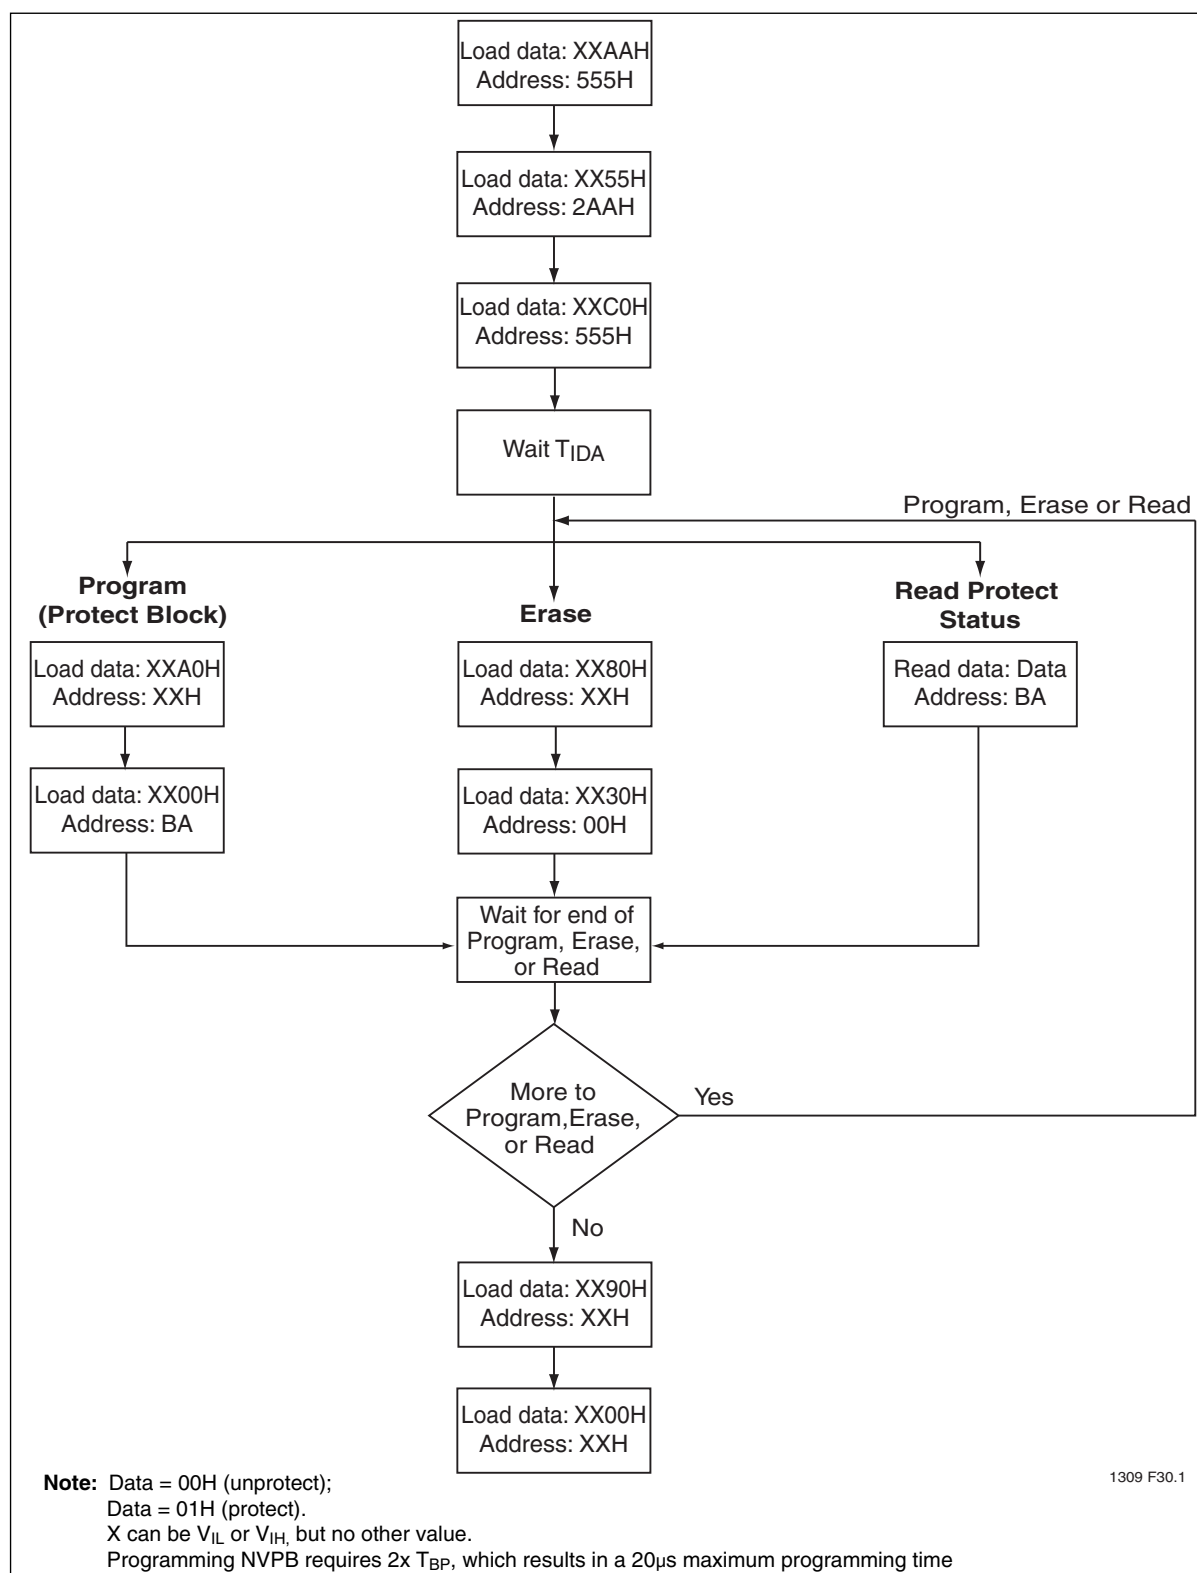 Load data: XXAAH
Address: 555H
Load data: XX55H
Address: 2AAH
Load data: XXC0H
Address: 555H
Wait TIDA
Program, Erase or Read
Program
(Protect Block)
Load data: XXA0H
Address: XXH
Load data: XX00H
Address: BA
Erase
Load data: XX80H
Address: XXH
Load data: XX30H
Address: 00H
Read Protect
Status
Read data: Data
Address: BA
Wait for end of
Program, Erase,
or Read
More to
Program,Erase,
or Read
Yes
No
Load data: XX90H
Address: XXH
Load data: XX00H
Address: XXH
Note: Data = 00H (unprotect);
Data = 01H (protect).
X can be VIL or VIH, but no other value.
Programming NVPB requires 2x TBP, which results in a 20µs maximum programming time
1309 F30.1